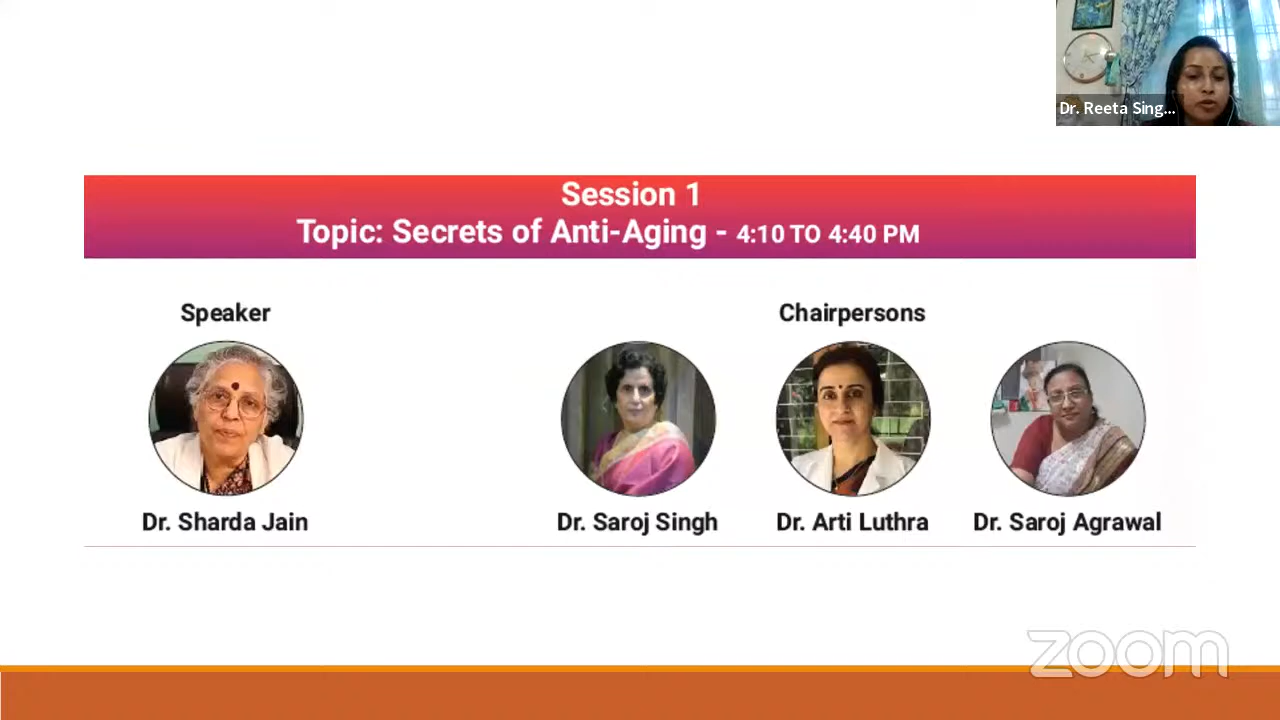 Dr. Reeta Sing...
Session 1
Topic: Secrets of Anti-Aging - 4:10 TO 4:40 PM
Speaker
Chairpersons
Dr. Sharda Jain
Dr. Saroj Singh
Dr. Arti Luthra
Dr. Saroj Agrawal
zoom